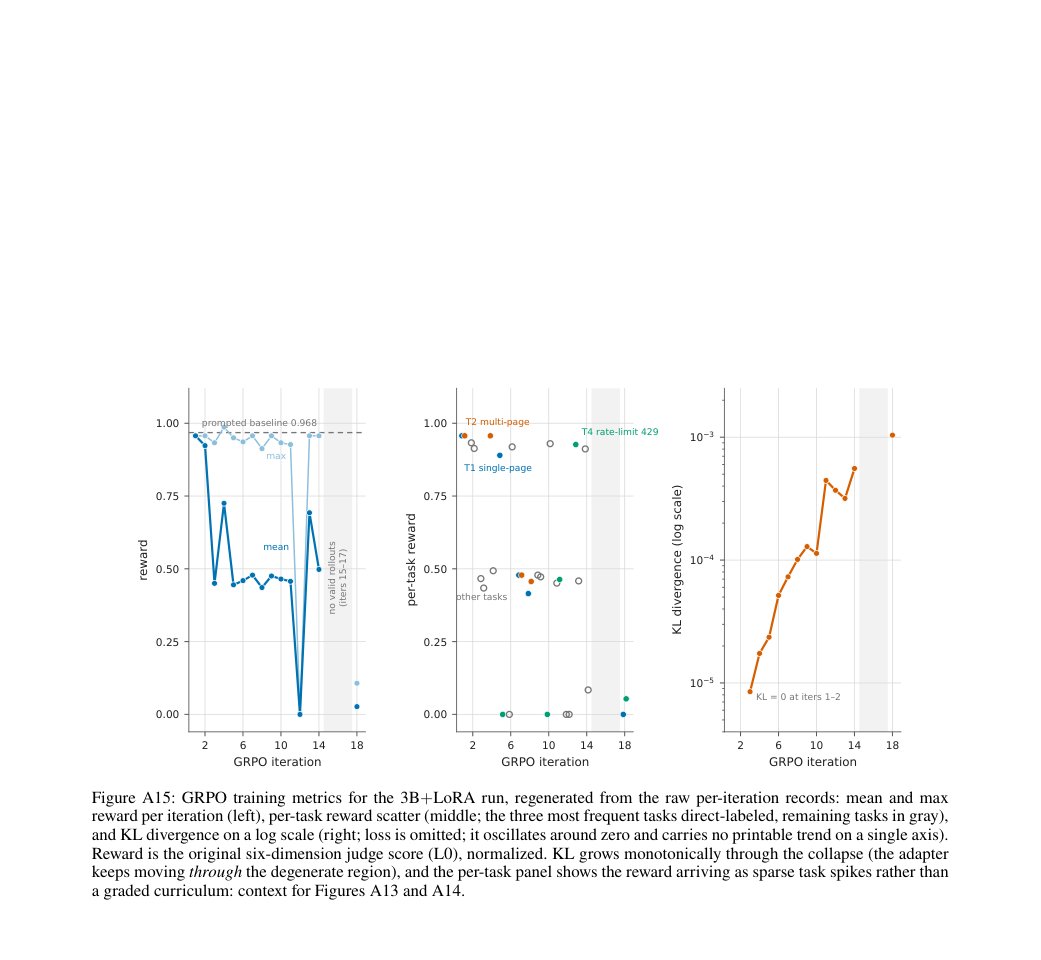 1.00
0.75
0.50
0.25
0.00
reward
prompted baseline 0.968
max
mean
no valid rollouts
(iters 15–17)
2 6 10 14 18
GRPO iteration
1.00
0.75
0.50
0.25
0.00
per-task reward
T2 multi-page
T4 rate-limit 429
T1 single-page
other tasks
2 6 10 14 18
GRPO iteration
10⁻³
10⁻⁴
10⁻⁵
KL divergence (log scale)
KL = 0 at iters 1–2
2 6 10 14 18
GRPO iteration
Figure A15: GRPO training metrics for the 3B+LoRA run, regenerated from the raw per-iteration records: mean and max
reward per iteration (left), per-task reward scatter (middle; the three most frequent tasks direct-labeled, remaining tasks in gray),
and KL divergence on a log scale (right; loss is omitted; it oscillates around zero and carries no printable trend on a single axis).
Reward is the original six-dimension judge score (L0), normalized. KL grows monotonically through the collapse (the adapter
keeps moving through the degenerate region), and the per-task panel shows the reward arriving as sparse task spikes rather than
a graded curriculum: context for Figures A13 and A14.